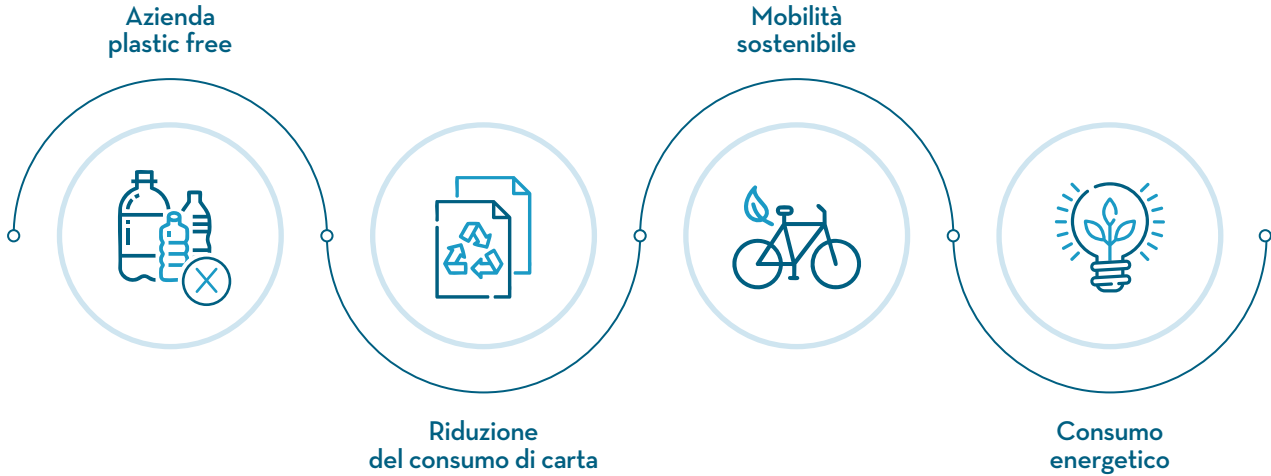 Azienda
plastic free
Riduzione
del consumo di carta
Mobilità
sostenibile
Consumo
energetico